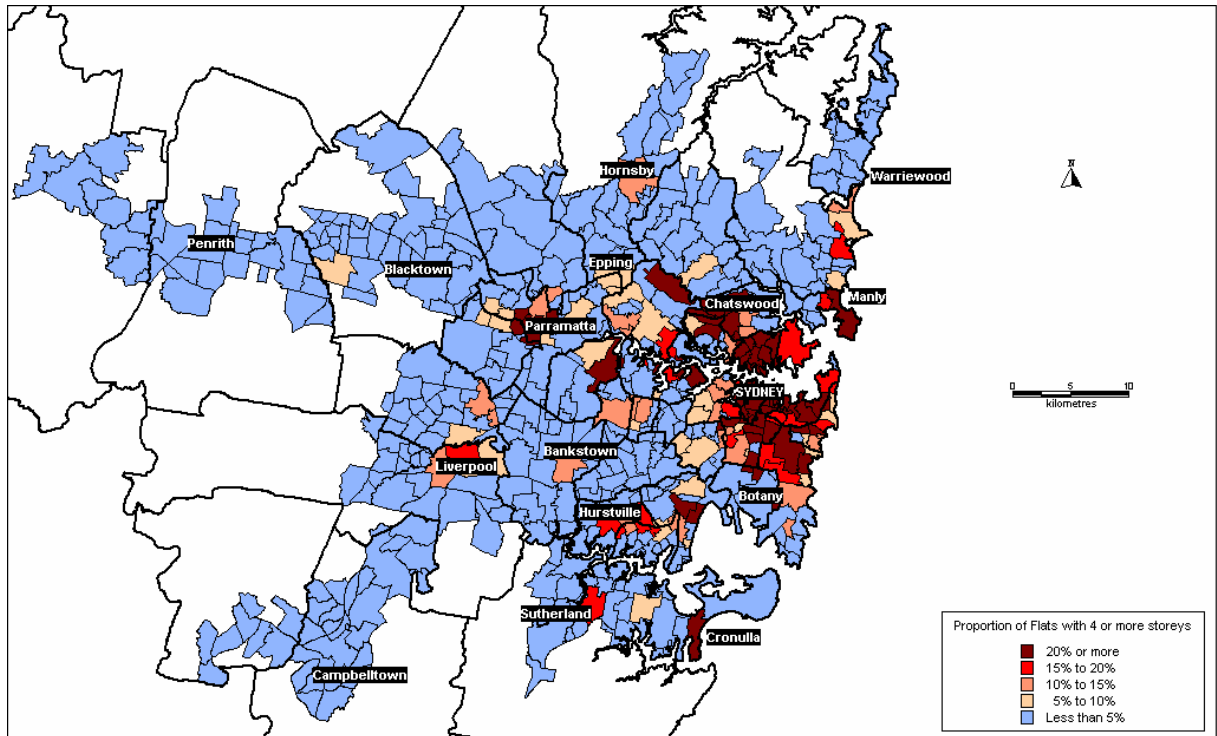 Hornsby
Warriewood
N
Penrith
Epping
Blacktown
Manly
Chatswood
Parramatta
SYDNEY
0 5 10
kilometres
Bankstown
Liverpool
Botany
Hurstville
Sutherland
Cronulla
Campbelltown
Proportion of Flats with 4 or more storeys
20% or more
15% to 20%
10% to 15%
5% to 10%
Less than 5%